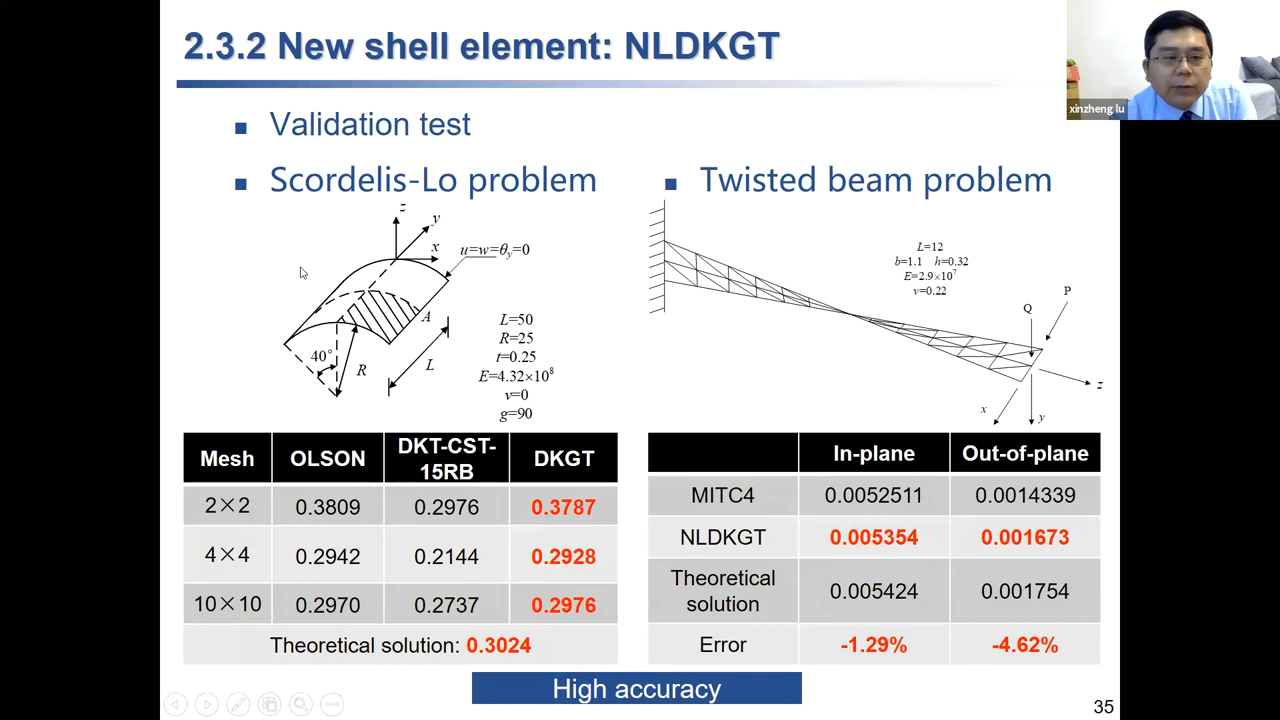 2.3.2 New shell element: NLDKGT
xinzheng lu
Validation test
Scordelis-Lo problem
z
y
x
u=w=θy=0
A
40°
R
L
L=50
R=25
t=0.25
E=4.32×10⁸
ν=0
g=90
Mesh OLSON DKT-CST-15RB DKGT
2×2 0.3809 0.2976 0.3787
4×4 0.2942 0.2144 0.2928
10×10 0.2970 0.2737 0.2976
Theoretical solution: 0.3024
Twisted beam problem
L=12
b=1.1 h=0.32
E=2.9×10⁷
ν=0.22
P
Q
z
x
y
In-plane Out-of-plane
MITC4 0.0052511 0.0014339
NLDKGT 0.005354 0.001673
Theoretical solution 0.005424 0.001754
Error -1.29% -4.62%
High accuracy
35